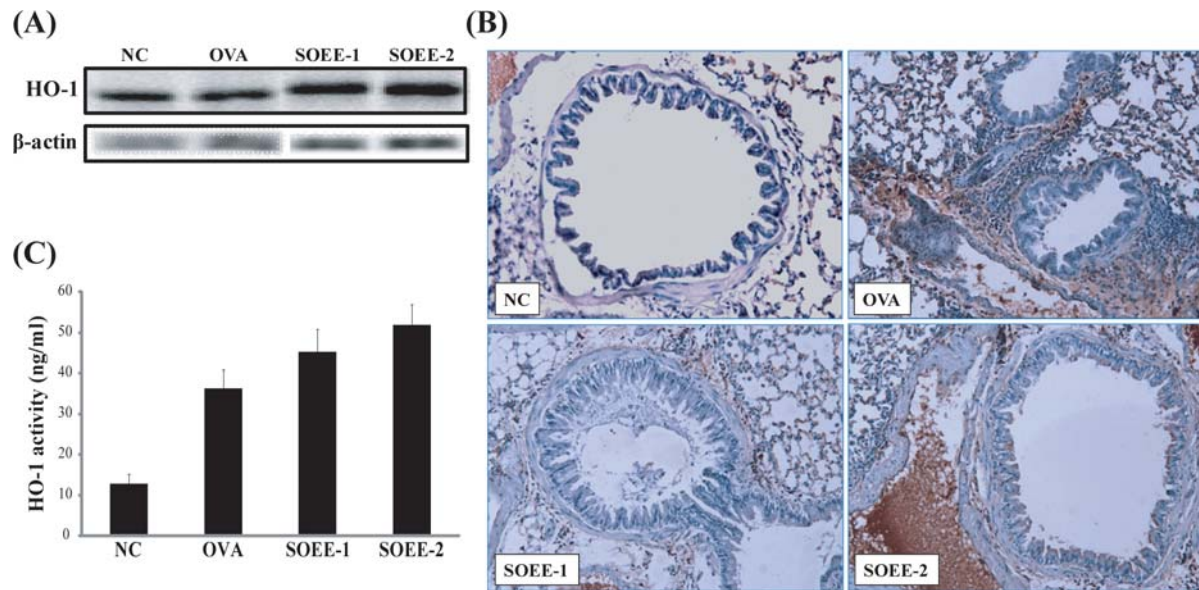 (A)
NC OVA SOEE-1 SOEE-2
HO-1
β-actin
(B)
NC
OVA
SOEE-1
SOEE-2
(C)
HO-1 activity (ng/ml)
60
50
40
30
20
10
0
NC OVA SOEE-1 SOEE-2